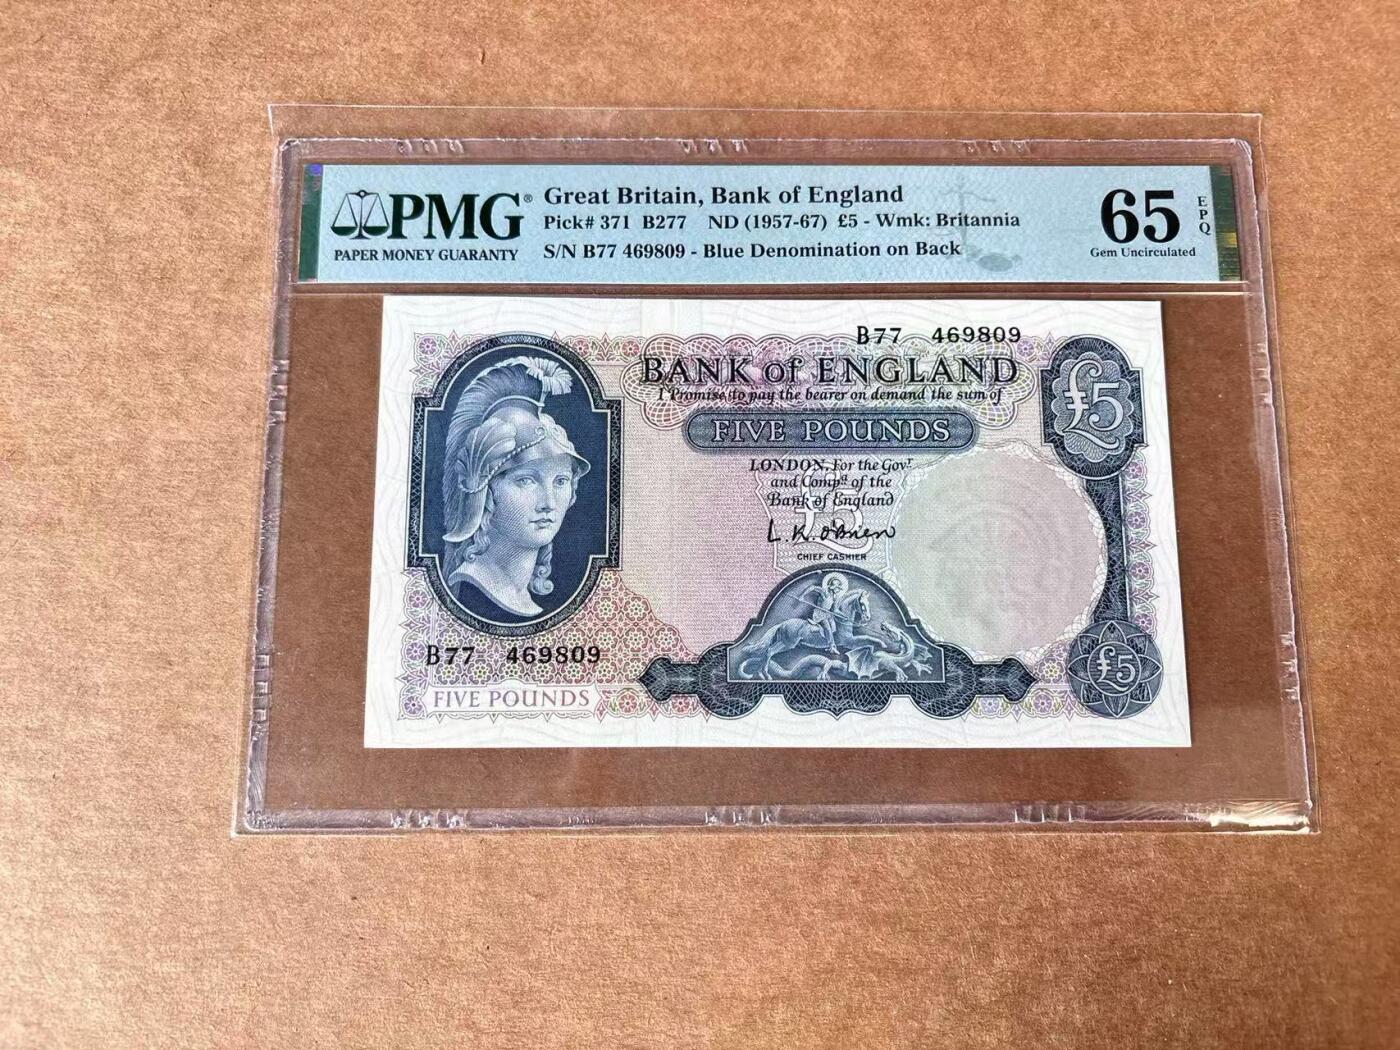 PMG®
PAPER MONEY GUARANTY
Great Britain, Bank of England
Pick# 371 B277 ND (1957-67) £5 - Wmk: Britannia
S/N B77 469809 - Blue Denomination on Back
65
EPQ
Gem Uncirculated
B77 469809
BANK of ENGLAND
I Promise to pay the bearer on demand the sum of
FIVE POUNDS
£5
LONDON, For the Govr
and Compa of the
Bank of England
£5
L.K. O'Brien
CHIEF CASHIER
B77 469809
FIVE POUNDS
£5